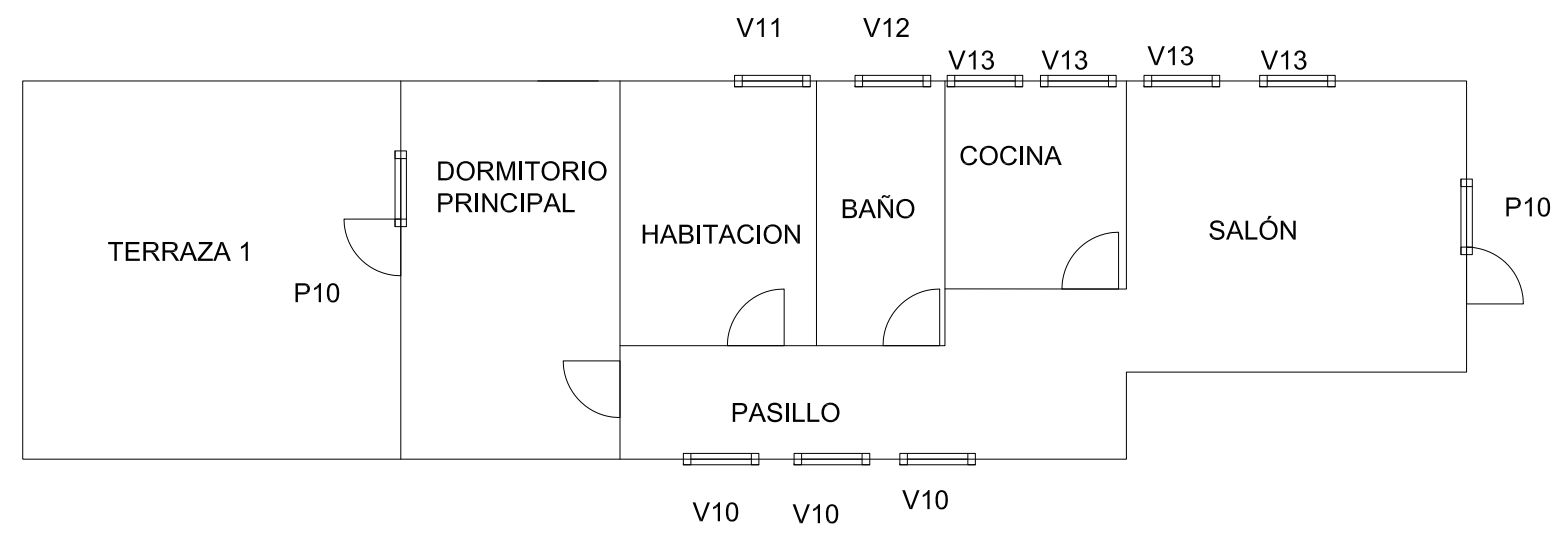 V11
V12
V13
V13
V13
V13
DORMITORIO
PRINCIPAL
COCINA
HABITACION
BAÑO
SALÓN
P10
TERRAZA 1
P10
PASILLO
V10
V10
V10